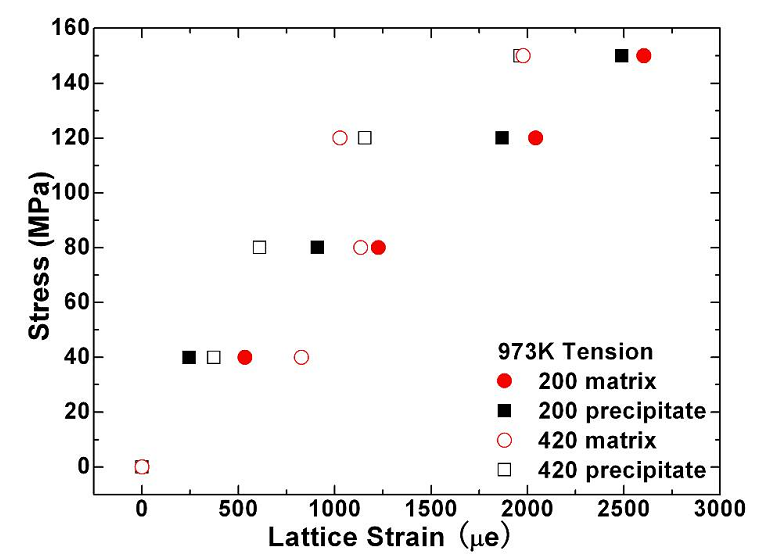 160
140
120
100
80
60
40
20
0
Stress (MPa)
973K Tension
200 matrix
200 precipitate
420 matrix
420 precipitate
0 500 1000 1500 2000 2500 3000
Lattice Strain （μe）